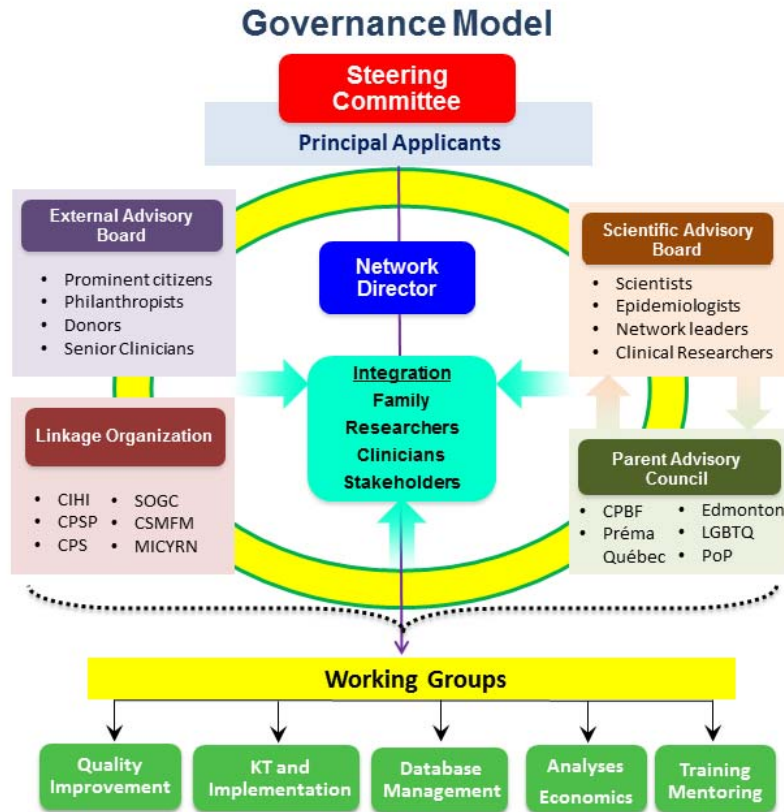 Governance Model
Steering
Committee
Principal Applicants
External Advisory
Board
• Prominent citizens
• Philanthropists
• Donors
• Senior Clinicians
Network
Director
Scientific Advisory
Board
• Scientists
• Epidemiologists
• Network leaders
• Clinical Researchers
Integration
Family
Researchers
Clinicians
Stakeholders
Linkage Organization
• CIHI
• CPSP
• CPS
• SOGC
• CSMFM
• MICYRN
Parent Advisory
Council
• CPBF
• Préma
Québec
• Edmonton
• LGBTQ
• PoP
Working Groups
Quality
Improvement
KT and
Implementation
Database
Management
Analyses
Economics
Training
Mentoring